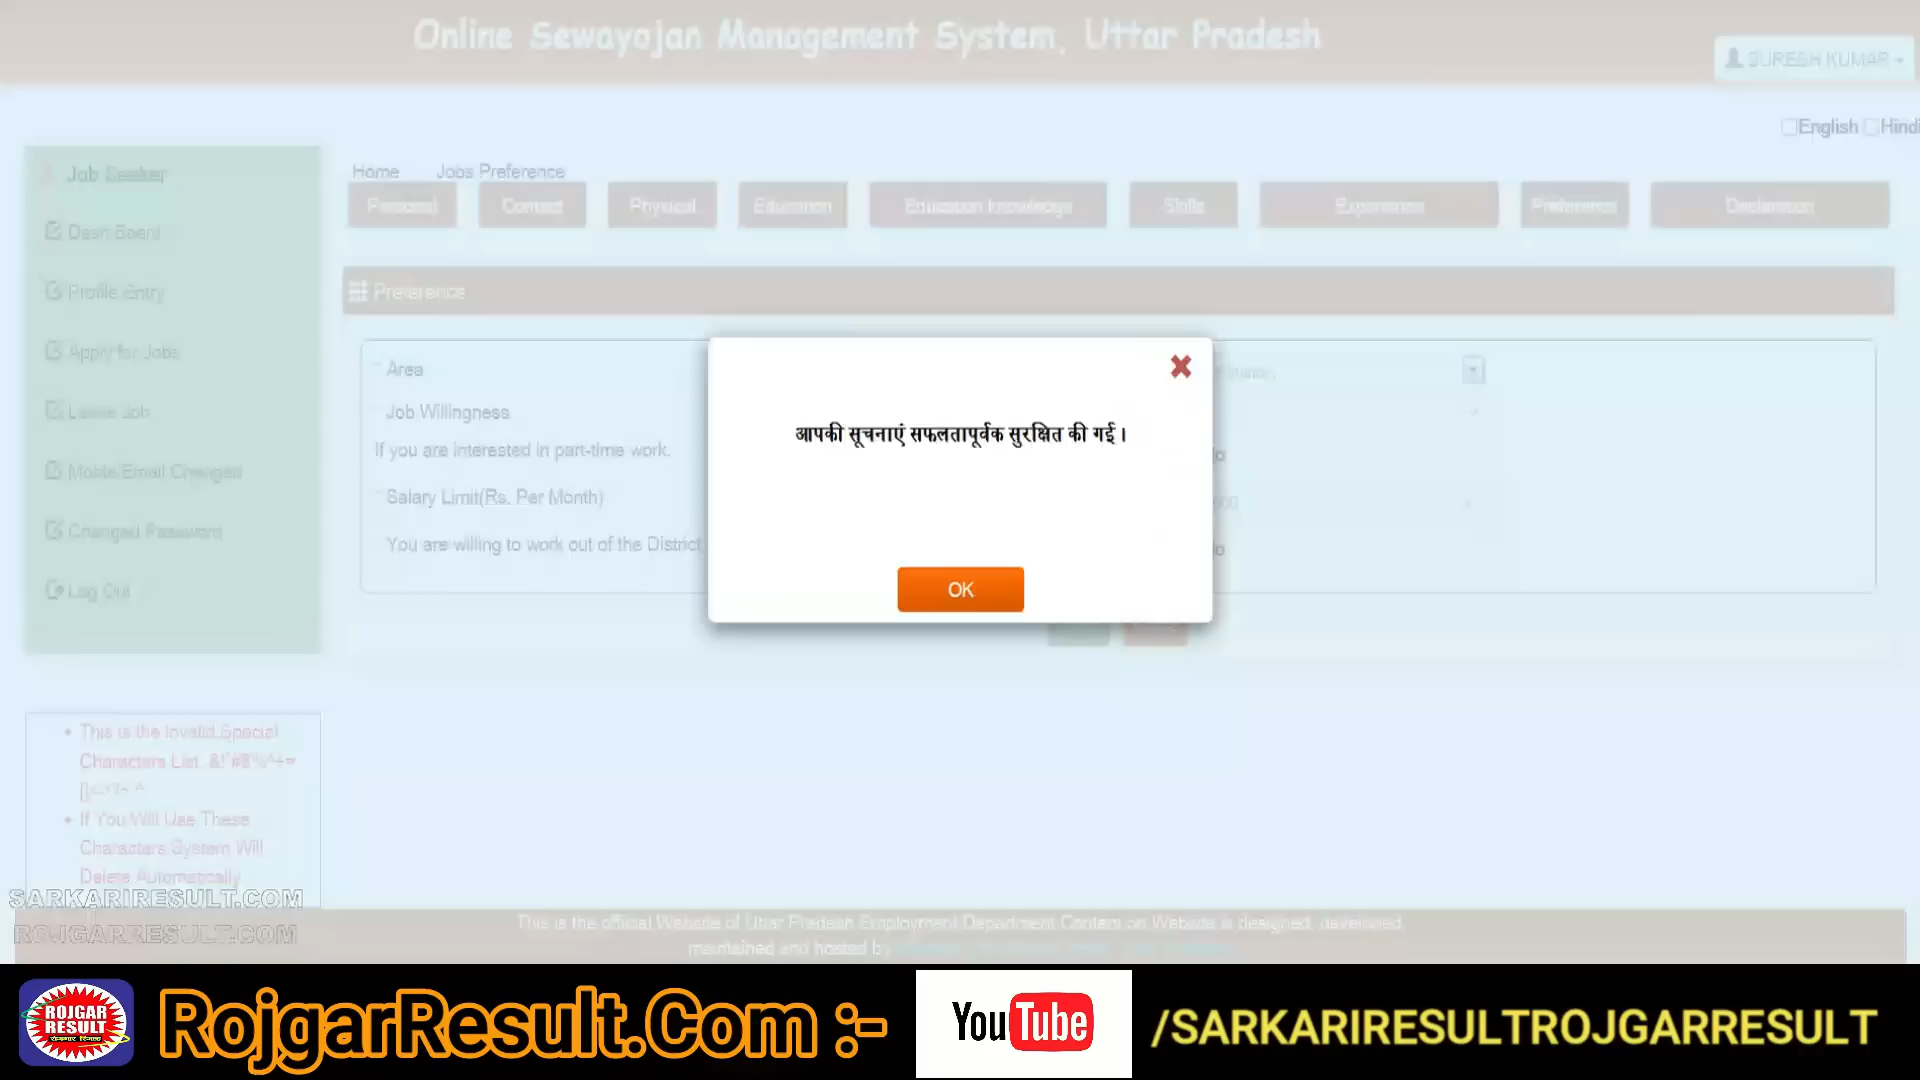 Online Sewayojan Management System, Uttar Pradesh
SURESH KUMAR
English Hindi
Job Seeker
Dash Board
Profile Entry
Apply for Jobs
Leave Job
Mobile/Email Changed
Changed Password
Log Out
Home Jobs Preference
Personal Contact Physical Education Education knowledge Skills Experience Preference Declaration
Preference
Area
Job Willingness
If you are interested in part-time work.
Salary Limit(Rs. Per Month)
You are willing to work out of the District
आपकी सूचनाएं सफलतापूर्वक सुरक्षित की गई।
OK
This is the Invalid Special
Characters List.
If You Will Use These
Characters System Will
Delete Automatically
SARKARIRESULT.COM
ROJGARRESULT.COM
This is the official Website of Uttar Pradesh Employment Department Content on Website is designed, developed,
maintained and hosted by
ROJGAR
RESULT
रोजगार रिजल्ट
RojgarResult.Com :-
YouTube
/SARKARIRESULTROJGARRESULT